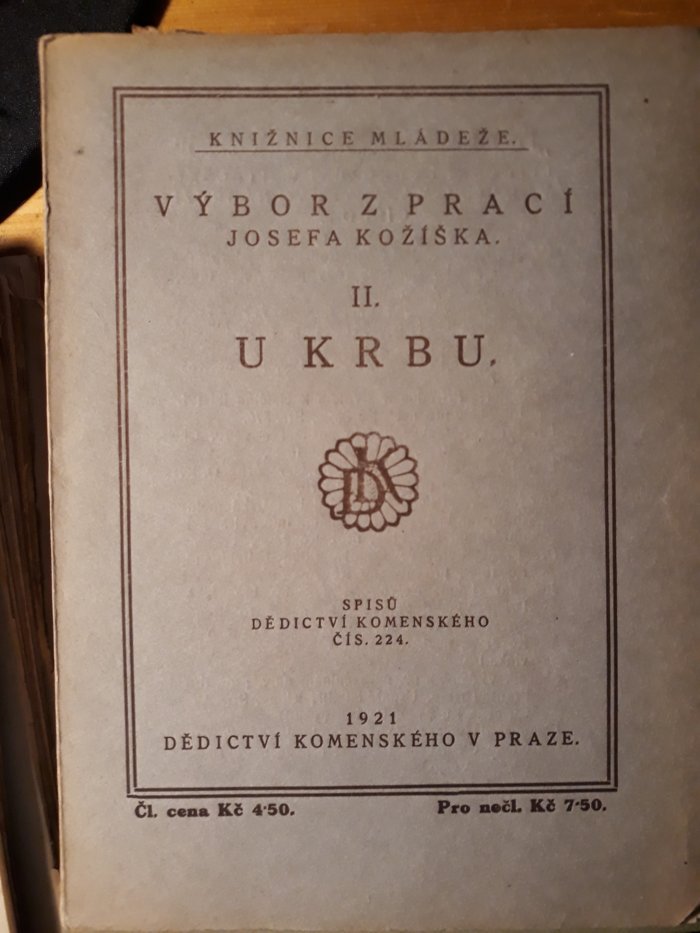 KNIŽNICE MLÁDEŽE.
VÝBOR Z PRACÍ
JOSEFA KOŽÍŠKA.
II.
U KRBU.
DK
SPISŮ
DĚDICTVÍ KOMENSKÉHO
ČÍS. 224.
1921
DĚDICTVÍ KOMENSKÉHO V PRAZE.
Čl. cena Kč 4·50. Pro nečl. Kč 7·50.